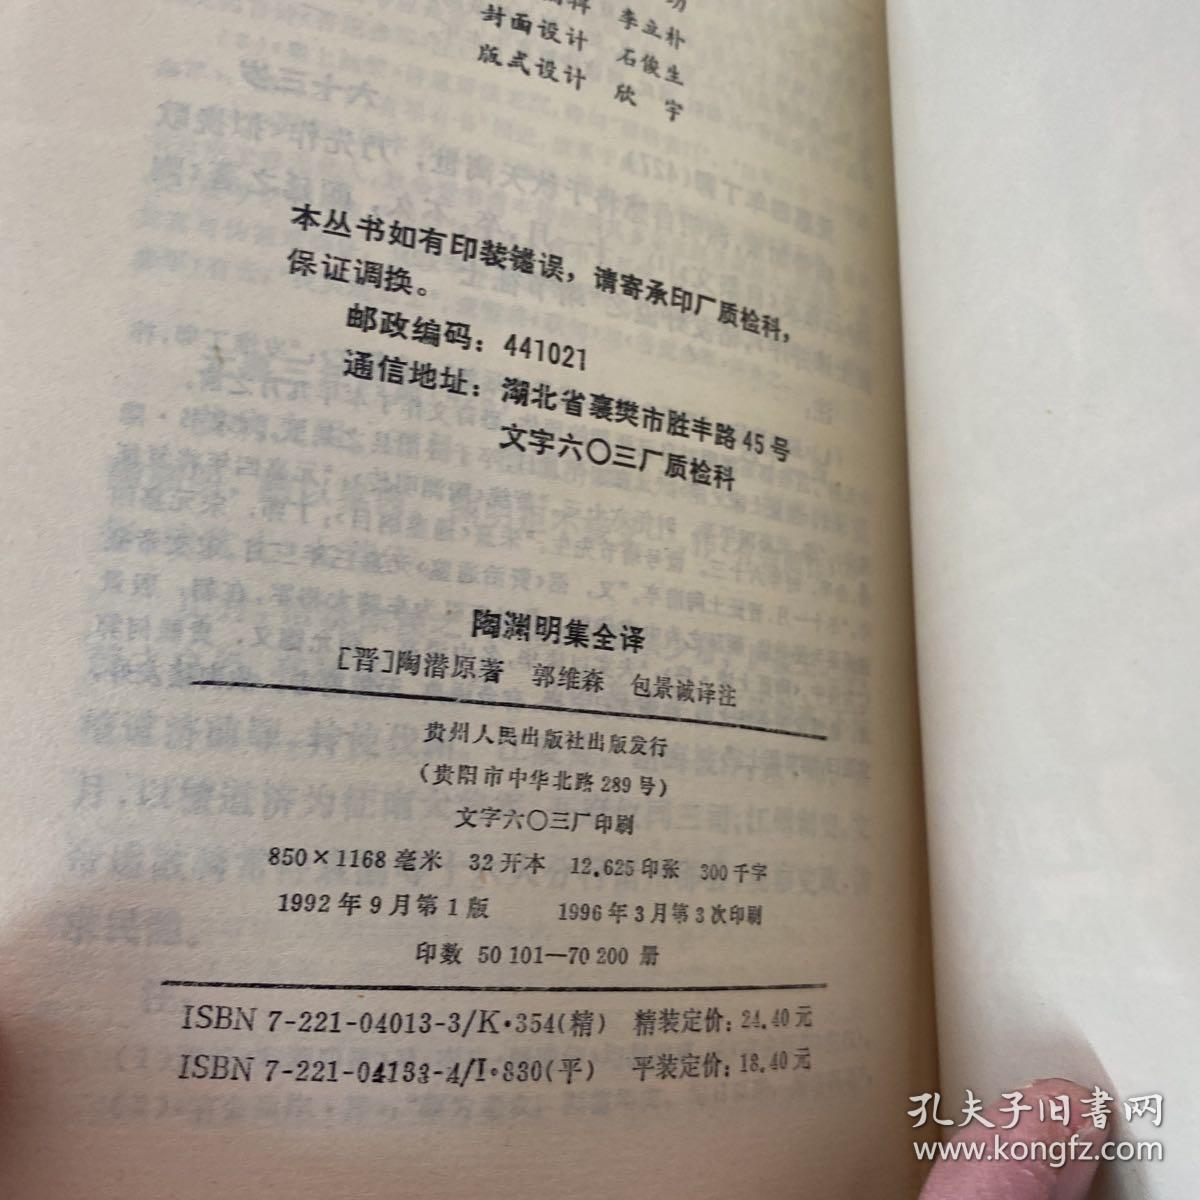 李立朴
封面设计 石俊生
版式设计 欣 宇
本丛书如有印装错误，请寄承印厂质检科，
保证调换。
邮政编码：441021
通信地址：湖北省襄樊市胜丰路45号
文字六〇三厂质检科
陶渊明集全译
[晋]陶潜原著 郭维森 包景诚译注
贵州人民出版社出版发行
(贵阳市中华北路289号)
文字六〇三厂印刷
850×1168毫米 32开本 12.625印张 300千字
1992年9月第1版 1996年3月第3次印刷
印数 50 101—70 200 册
ISBN 7-221-04013-3/K·354(精) 精装定价：24.40元
ISBN 7-221-04133-4/I·830(平) 平装定价：18.40元
孔夫子旧书网
www.kongfz.com